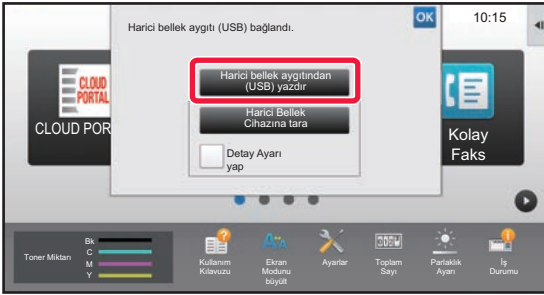 Harici bellek aygıtı (USB) bağlandı.
OK
10:15
Harici bellek aygıtından
(USB) yazdır
Harici Bellek
Cihazına tara
Detay Ayarı
yap
CLOUD
PORTAL
CLOUD POR
Kolay
Faks
Toner Miktarı
Bk
C
M
Y
Kullanım
Kılavuzu
Ekran
Modunu
büyült
Ayarlar
Toplam
Sayı
Parlaklık
Ayarı
İş
Durumu